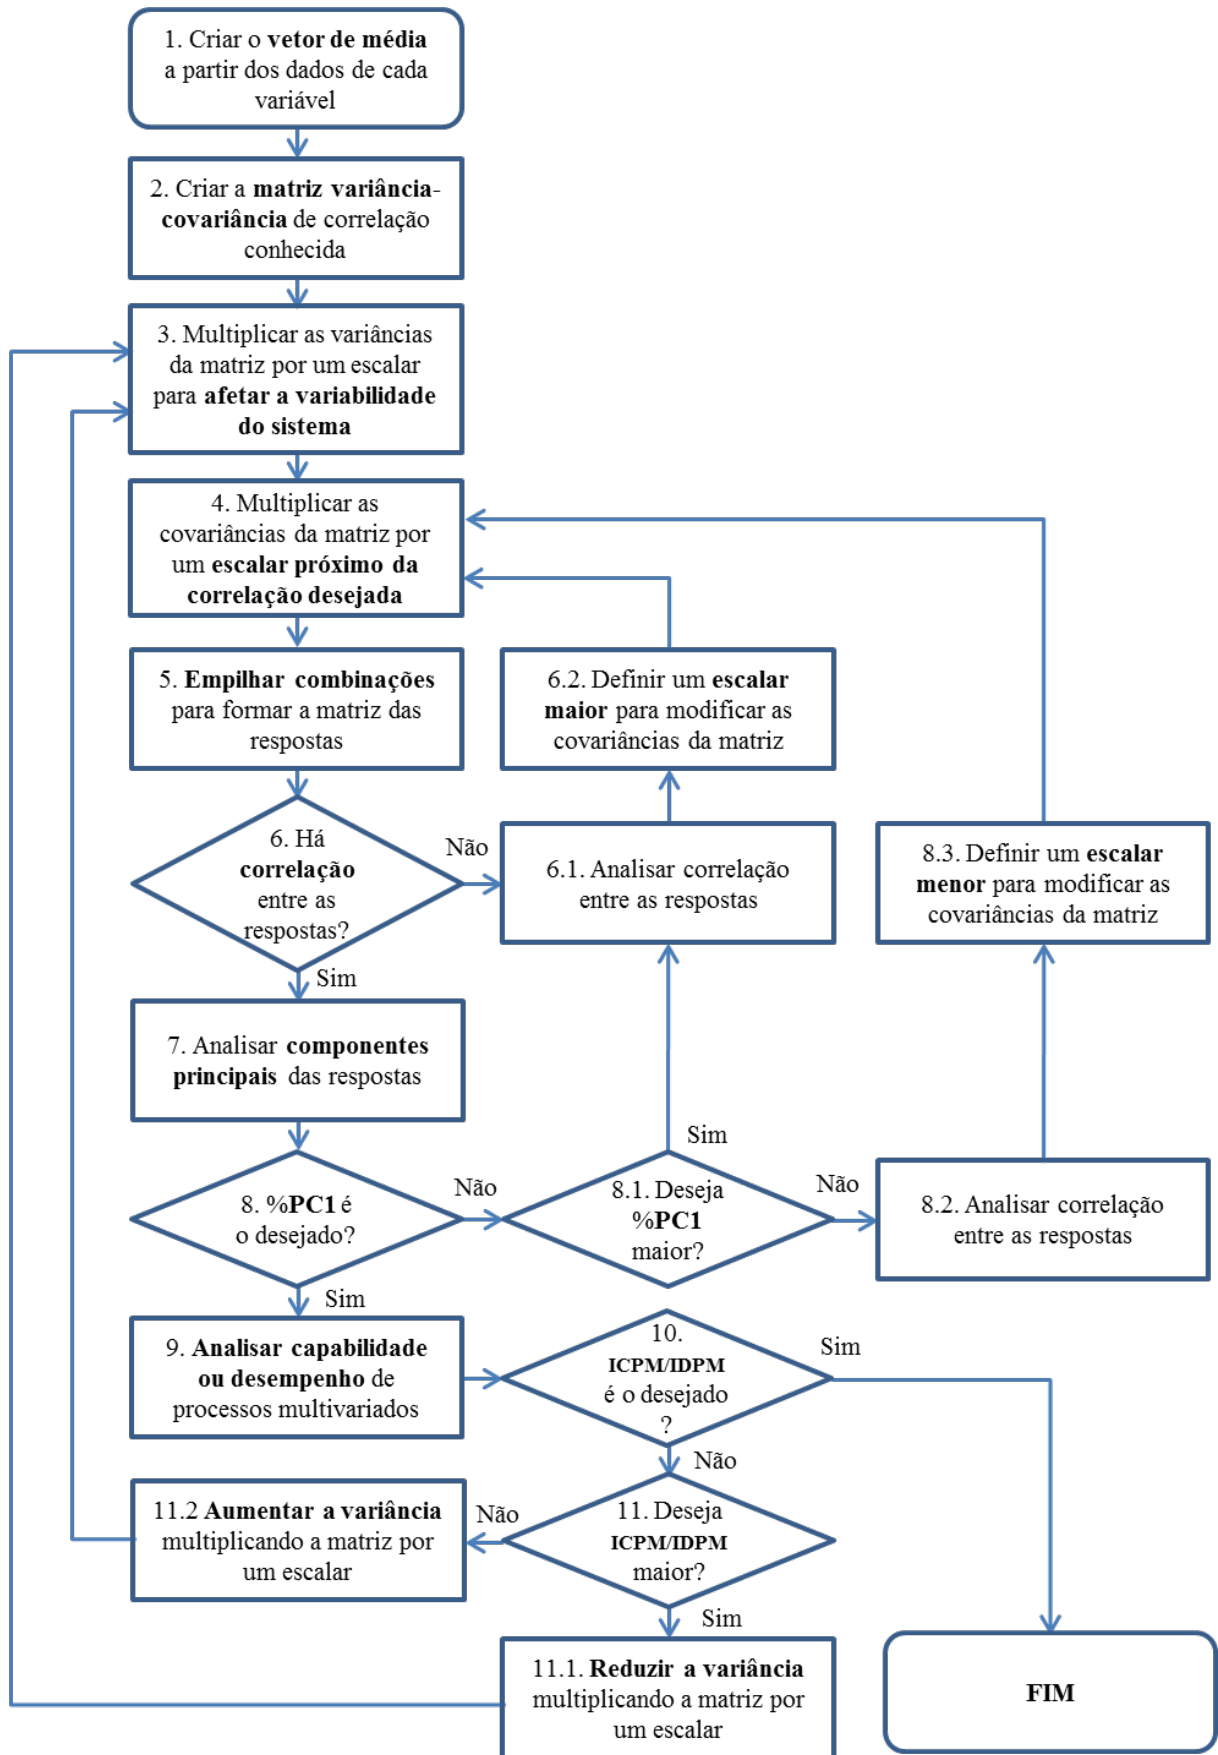 1. Criar o vetor de média
a partir dos dados de cada
variável
2. Criar a matriz variância-
covariância de correlação
conhecida
3. Multiplicar as variâncias
da matriz por um escalar
para afetar a variabilidade
do sistema
4. Multiplicar as
covariâncias da matriz por
um escalar próximo da
correlação desejada
5. Empilhar combinações
para formar a matriz das
respostas
6.2. Definir um escalar
maior para modificar as
covariâncias da matriz
6. Há
correlação
entre as
respostas?
Não
6.1. Analisar correlação
entre as respostas
8.3. Definir um escalar
menor para modificar as
covariâncias da matriz
Sim
7. Analisar componentes
principais das respostas
8. %PC1 é
o desejado?
Não
Sim
8.1. Deseja
%PC1
maior?
Não
8.2. Analisar correlação
entre as respostas
Sim
9. Analisar capabilidade
ou desempenho de
processos multivariados
10.
ICPM/IDPM
é o desejado
?
Sim
Não
11. Deseja
ICPM/IDPM
maior?
Não
11.2 Aumentar a variância
multiplicando a matriz por
um escalar
Sim
11.1. Reduzir a variância
multiplicando a matriz por
um escalar
FIM